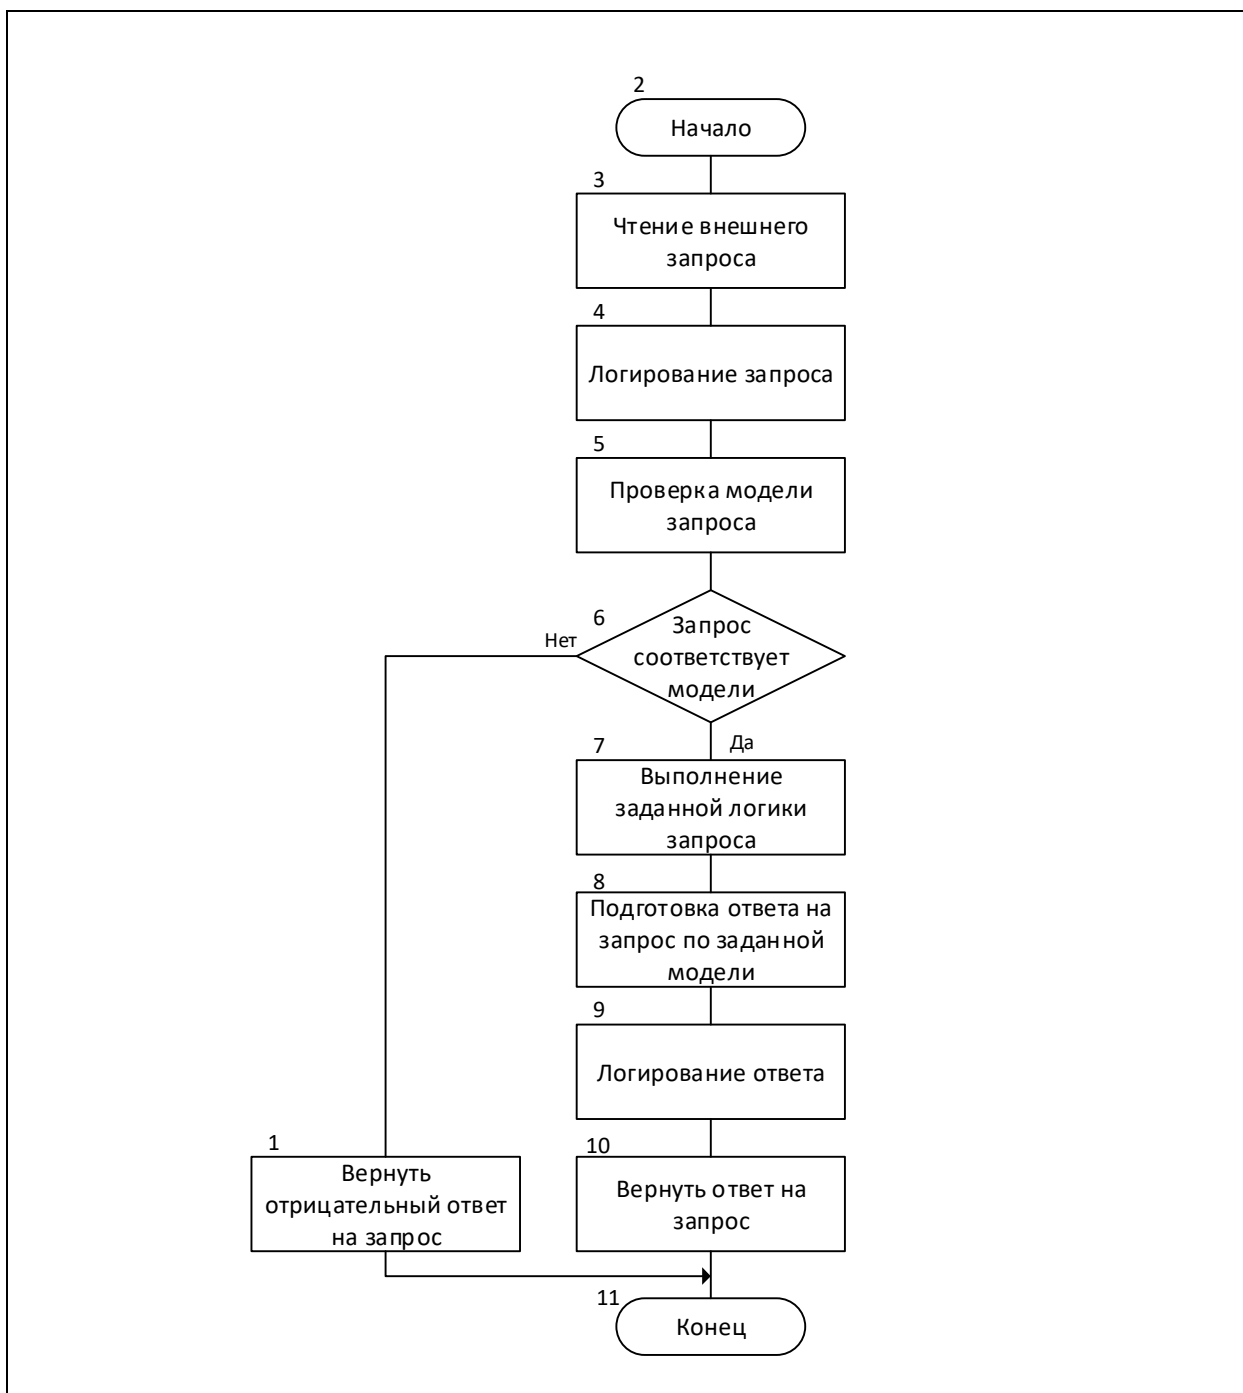 2
Начало
3
Чтение внешнего
запроса
4
Логирование запроса
5
Проверка модели
запроса
6
Запрос
соответствует
модели
Нет
Да
7
Выполнение
заданной логики
запроса
8
Подготовка ответа на
запрос по заданной
модели
9
Логирование ответа
1
Вернуть
отрицательный ответ
на запрос
10
Вернуть ответ на
запрос
11
Конец